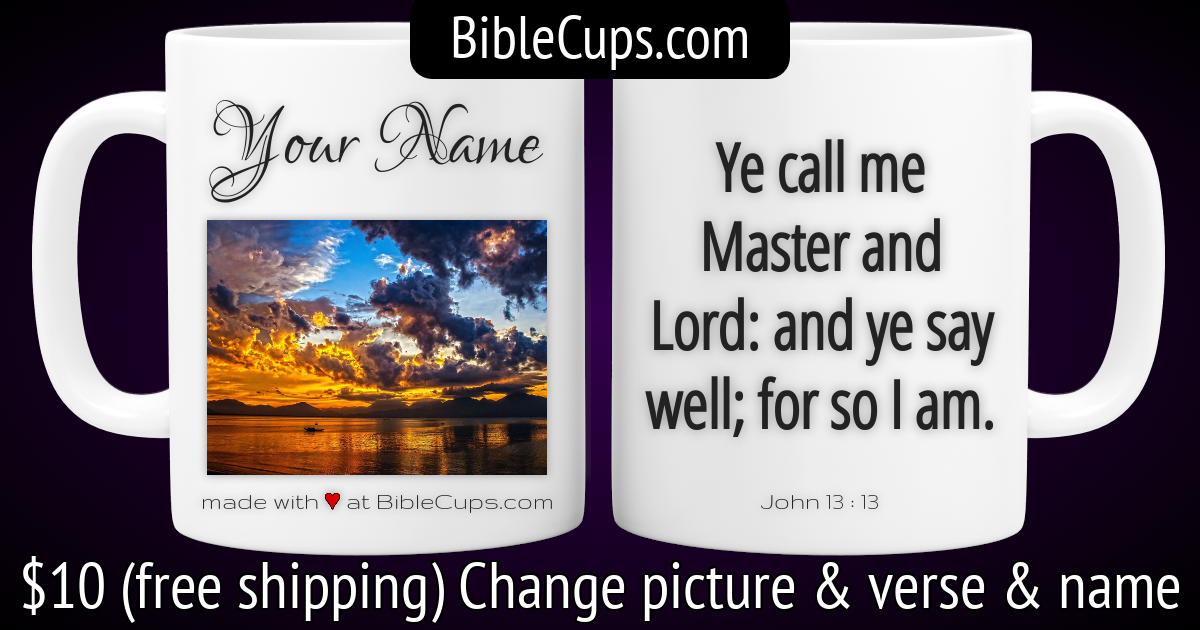 BibleCups.com
Your Name
made with ♥ at BibleCups.com
Ye call me
Master and
Lord: and ye say
well; for so I am.
John 13 : 13
$10 (free shipping) Change picture & verse & name